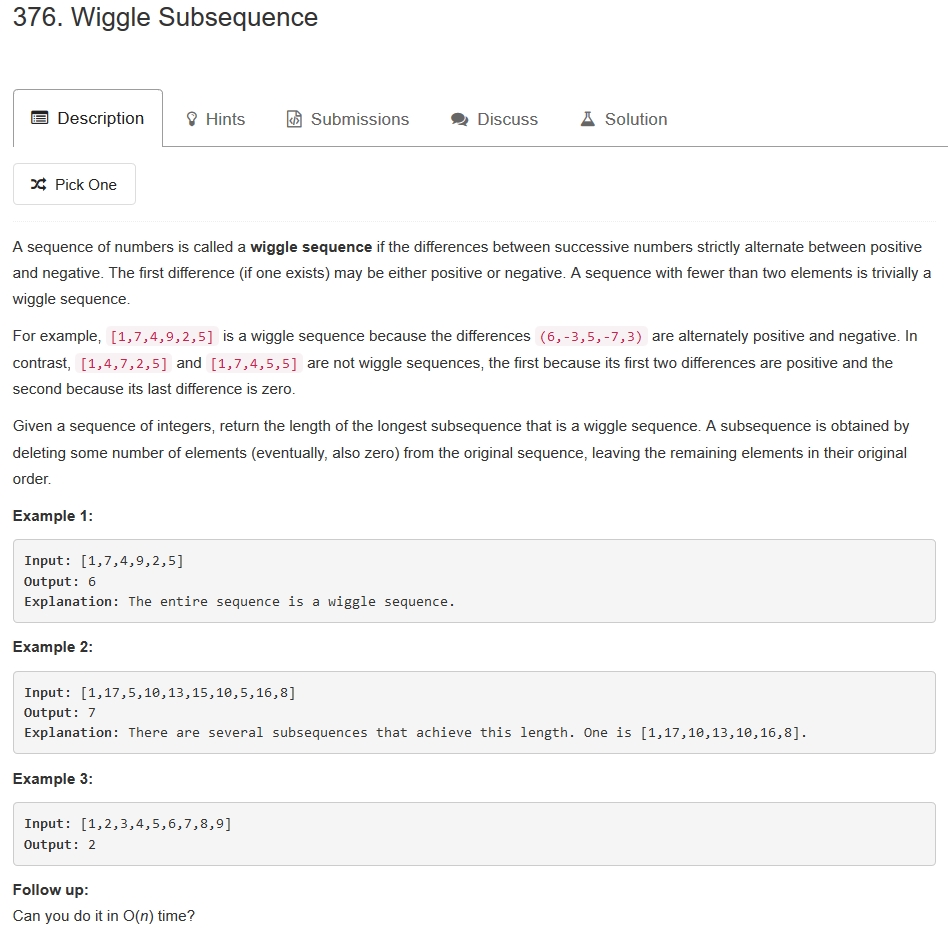 376. Wiggle Subsequence
Description Hints Submissions Discuss Solution
Pick One
A sequence of numbers is called a wiggle sequence if the differences between successive numbers strictly alternate between positive
and negative. The first difference (if one exists) may be either positive or negative. A sequence with fewer than two elements is trivially a
wiggle sequence.
For example, [1,7,4,9,2,5] is a wiggle sequence because the differences (6,-3,5,-7,3) are alternately positive and negative. In
contrast, [1,4,7,2,5] and [1,7,4,5,5] are not wiggle sequences, the first because its first two differences are positive and the
second because its last difference is zero.
Given a sequence of integers, return the length of the longest subsequence that is a wiggle sequence. A subsequence is obtained by
deleting some number of elements (eventually, also zero) from the original sequence, leaving the remaining elements in their original
order.
Example 1:
Input: [1,7,4,9,2,5]
Output: 6
Explanation: The entire sequence is a wiggle sequence.
Example 2:
Input: [1,17,5,10,13,15,10,5,16,8]
Output: 7
Explanation: There are several subsequences that achieve this length. One is [1,17,10,13,10,16,8].
Example 3:
Input: [1,2,3,4,5,6,7,8,9]
Output: 2
Follow up:
Can you do it in O(n) time?